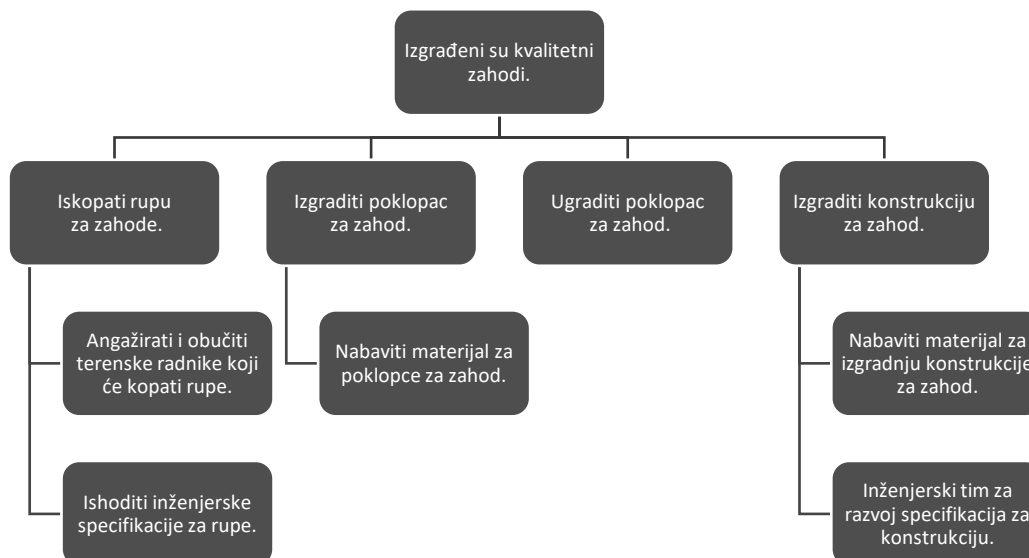 Izgrađeni su kvalitetni
zahodi.
Iskopati rupu
za zahode.
Izgraditi poklopac
za zahod.
Ugraditi poklopac
za zahod.
Izgraditi konstrukciju
za zahod.
Angažirati i obučiti
terenske radnike koji
će kopati rupe.
Nabaviti materijal za
poklopce za zahod.
Nabaviti materijal za
izgradnju konstrukcije
za zahod.
Ishoditi inženjerske
specifikacije za rupe.
Inženjerski tim za
razvoj specifikacija za
konstrukciju.